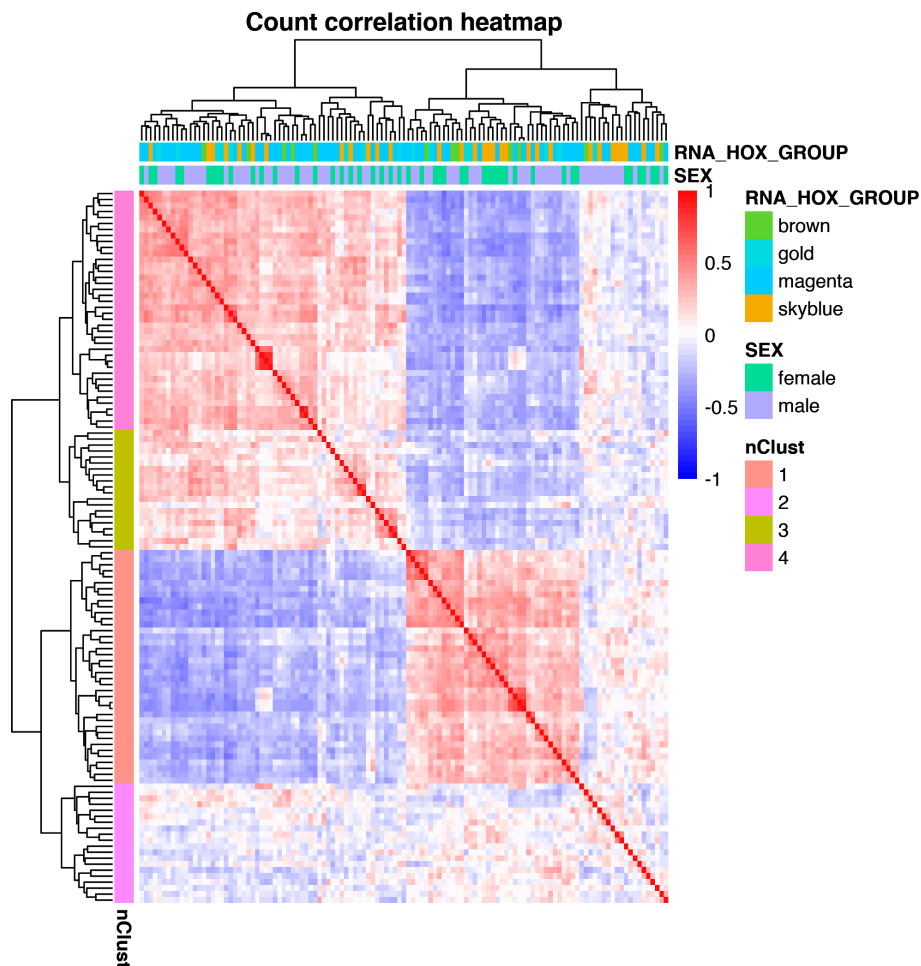 Count correlation heatmap
RNA_HOX_GROUP
SEX
1
0.5
0
-0.5
-1
RNA_HOX_GROUP
brown
gold
magenta
skyblue
SEX
female
male
nClust
1
2
3
4
nClust